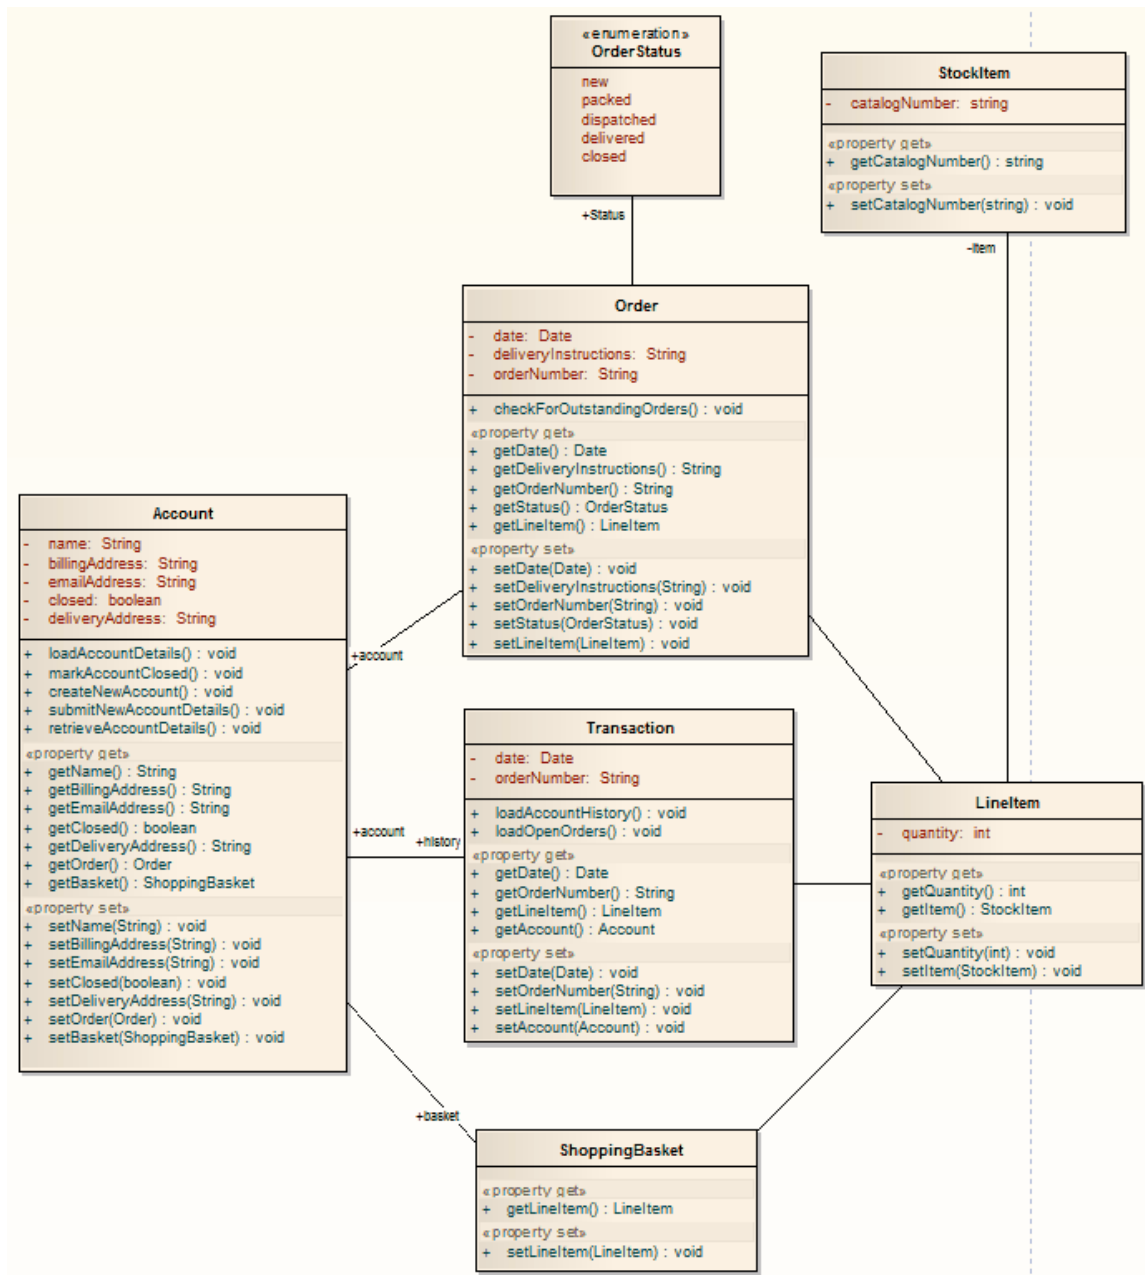 «enumeration»
OrderStatus
new
packed
dispatched
delivered
closed
+Status
StockItem
- catalogNumber: string
«property get»
+ getCatalogNumber() : string
«property set»
+ setCatalogNumber(string) : void
-Item
Order
- date: Date
- deliveryInstructions: String
- orderNumber: String
+ checkForOutstandingOrders() : void
«property get»
+ getDate() : Date
+ getDeliveryInstructions() : String
+ getOrderNumber() : String
+ getStatus() : OrderStatus
+ getLineItem() : LineItem
«property set»
+ setDate(Date) : void
+ setDeliveryInstructions(String) : void
+ setOrderNumber(String) : void
+ setStatus(OrderStatus) : void
+ setLineItem(LineItem) : void
Account
- name: String
- billingAddress: String
- emailAddress: String
- closed: boolean
- deliveryAddress: String
+ loadAccountDetails() : void
+ markAccountClosed() : void
+ createNewAccount() : void
+ submitNewAccountDetails() : void
+ retrieveAccountDetails() : void
«property get»
+ getName() : String
+ getBillingAddress() : String
+ getEmailAddress() : String
+ getClosed() : boolean
+ getDeliveryAddress() : String
+ getOrder() : Order
+ getBasket() : ShoppingBasket
«property set»
+ setName(String) : void
+ setBillingAddress(String) : void
+ setEmailAddress(String) : void
+ setClosed(boolean) : void
+ setDeliveryAddress(String) : void
+ setOrder(Order) : void
+ setBasket(ShoppingBasket) : void
+account
+account
+history
+basket
Transaction
- date: Date
- orderNumber: String
+ loadAccountHistory() : void
+ loadOpenOrders() : void
«property get»
+ getDate() : Date
+ getOrderNumber() : String
+ getLineItem() : LineItem
+ getAccount() : Account
«property set»
+ setDate(Date) : void
+ setOrderNumber(String) : void
+ setLineItem(LineItem) : void
+ setAccount(Account) : void
LineItem
- quantity: int
«property get»
+ getQuantity() : int
+ getItem() : StockItem
«property set»
+ setQuantity(int) : void
+ setItem(StockItem) : void
ShoppingBasket
«property get»
+ getLineItem() : LineItem
«property set»
+ setLineItem(LineItem) : void